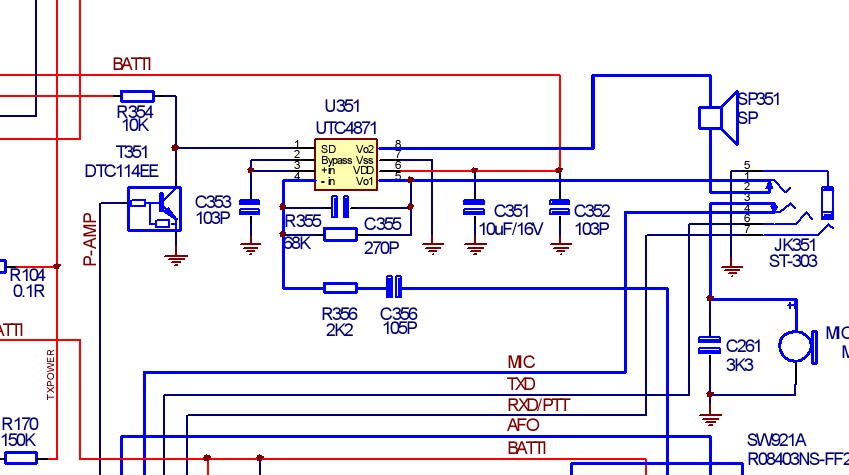 BATTI
R354
10K
U351
UTC4871
SP351
SP
T351
DTC114EE
1
2
3
4
SD
Bypass
+in
- in
Vo2
Vss
VDD
Vo1
8
7
6
5
C353
103P
R355
68K
C355
270P
C351
10uF/16V
C352
103P
5
1
2
3
4
6
7
JK351
ST-303
P-AMP
R104
0.1R
R356
2K2
C356
105P
ATTI
TXPOWER
C261
3K3
MIC
M
MIC
TXD
RXD/PTT
AFO
BATTI
R170
150K
SW921A
R08403NS-FF2